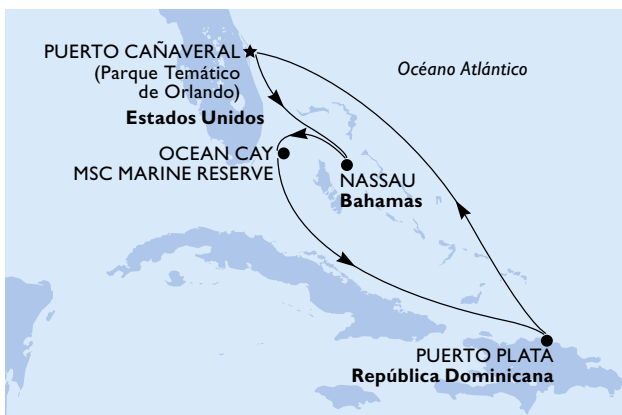 PUERTO CAÑAVERAL
(Parque Temático
de Orlando)
Estados Unidos
Océano Atlántico
OCEAN CAY
MSC MARINE RESERVE
NASSAU
Bahamas
PUERTO PLATA
República Dominicana